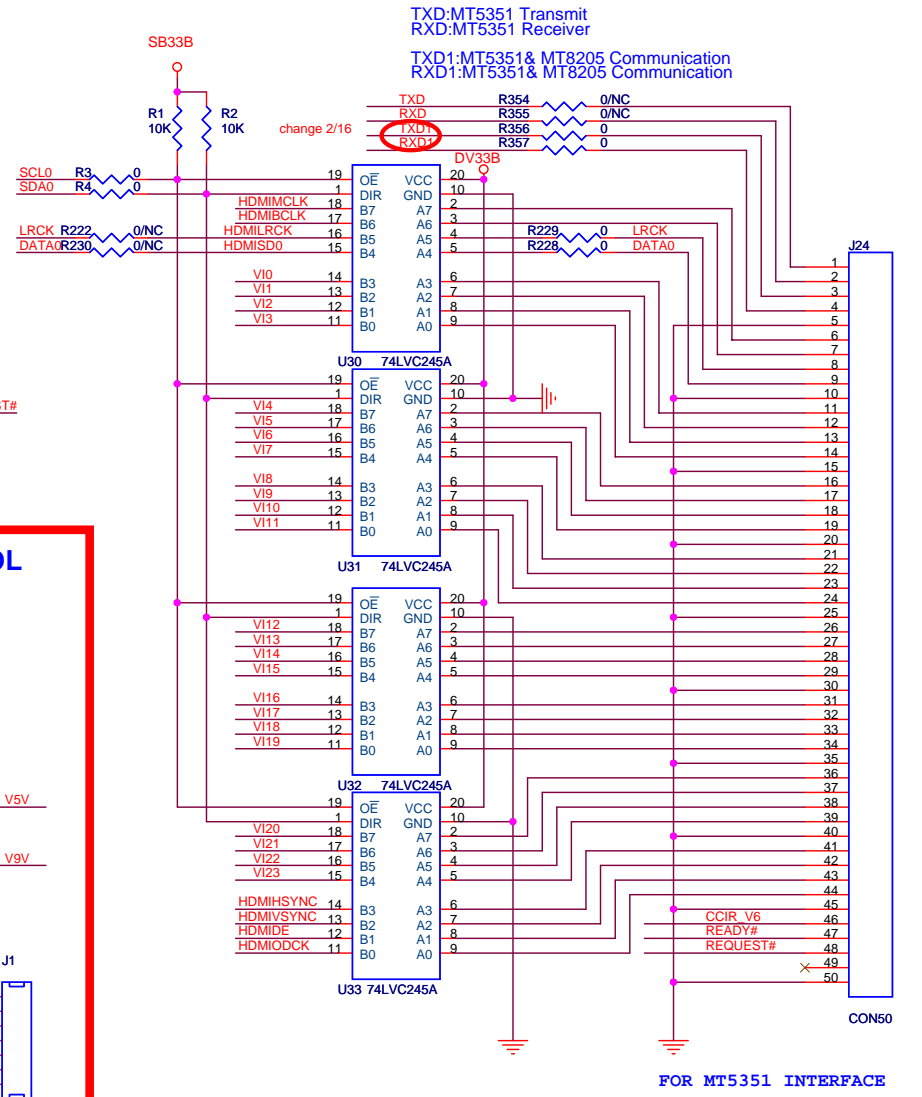 TXD:MT5351 Transmit
RXD:MT5351 Receiver
TXD1:MT5351& MT8205 Communication
RXD1:MT5351& MT8205 Communication
SB33B
R1
10K
R2
10K
change 2/16
TXD R354 0/NC
RXD R355 0/NC
TXD1 R356 0
RXD1 R357 0
DV33B
SCL0 R3 0
SDA0 R4 0
LRCK R222 0/NC HDMILRCK
DATA0 R230 0/NC HDMISD0
HDMIMCLK
HDMIBCLK
VI0
VI1
VI2
VI3
19 OE VCC 20
1 DIR GND 10
18 B7 A7 2
17 B6 A6 3
16 B5 A5 4
15 B4 A4 5
14 B3 A3 6
13 B2 A2 7
12 B1 A1 8
11 B0 A0 9
U30 74LVC245A
R229 0 LRCK
R228 0 DATA0
VI4
VI5
VI6
VI7
VI8
VI9
VI10
VI11
19 OE VCC 20
1 DIR GND 10
18 B7 A7 2
17 B6 A6 3
16 B5 A5 4
15 B4 A4 5
14 B3 A3 6
13 B2 A2 7
12 B1 A1 8
11 B0 A0 9
U31 74LVC245A
VI12
VI13
VI14
VI15
VI16
VI17
VI18
VI19
19 OE VCC 20
1 DIR GND 10
18 B7 A7 2
17 B6 A6 3
16 B5 A5 4
15 B4 A4 5
14 B3 A3 6
13 B2 A2 7
12 B1 A1 8
11 B0 A0 9
U32 74LVC245A
VI20
VI21
VI22
VI23
HDMIHSYNC
HDMIVSYNC
HDMIDE
HDMIODCK
19 OE VCC 20
1 DIR GND 10
18 B7 A7 2
17 B6 A6 3
16 B5 A5 4
15 B4 A4 5
14 B3 A3 6
13 B2 A2 7
12 B1 A1 8
11 B0 A0 9
U33 74LVC245A
J24
1
2
3
4
5
6
7
8
9
10
11
12
13
14
15
16
17
18
19
20
21
22
23
24
25
26
27
28
29
30
31
32
33
34
35
36
37
38
39
40
41
42
43
44
45
CCIR_V6 46
READY# 47
REQUEST# 48
49
50
CON50
FOR MT5351 INTERFACE
T#
OL
V5V
V9V
J1